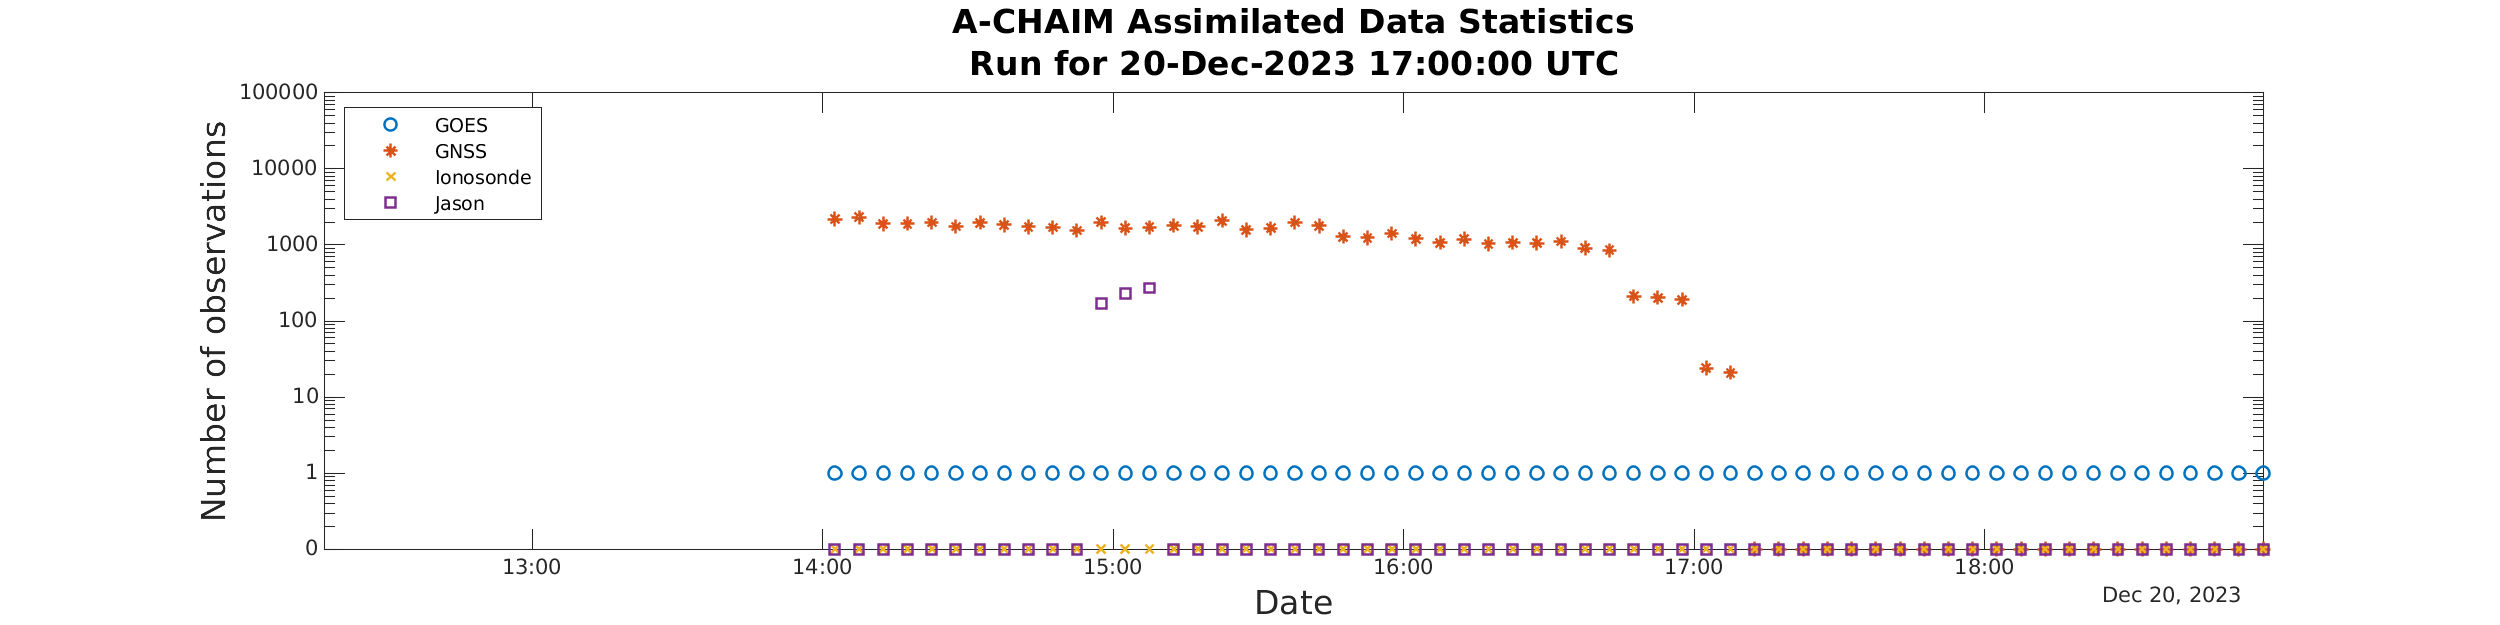 A-CHAIM Assimilated Data Statistics
Run for 20-Dec-2023 17:00:00 UTC
Number of observations
100000
10000
1000
100
10
1
0
GOES
GNSS
Ionosonde
Jason
13:00 14:00 15:00 16:00 17:00 18:00
Date
Dec 20, 2023